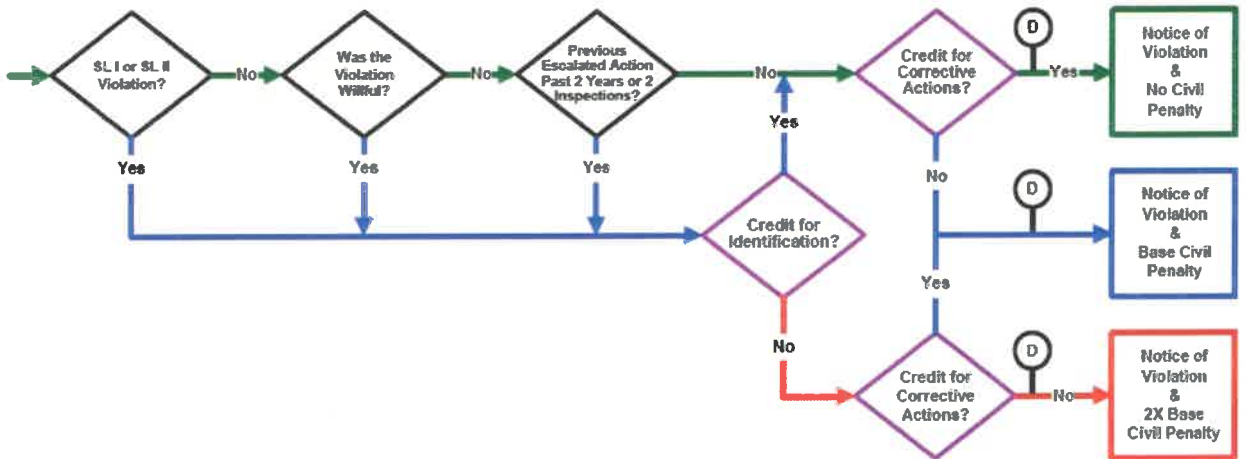 SL I or SL II
Violation?
No
Was the
Violation
Willful?
No
Previous
Escalated Action
Past 2 Years or 2
Inspections?
No
Credit for
Corrective
Actions?
D
Yes
Notice of
Violation
&
No Civil
Penalty
Yes
Yes
Yes
Yes
Credit for
Identification?
No
D
Notice of
Violation
&
Base Civil
Penalty
Yes
No
Credit for
Corrective
Actions?
D
No
Notice of
Violation
&
2X Base
Civil Penalty